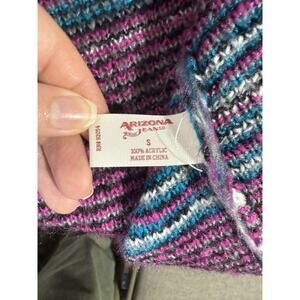 ARIZONA
JEAN CO
S
100% ACRYLIC
MADE IN CHINA